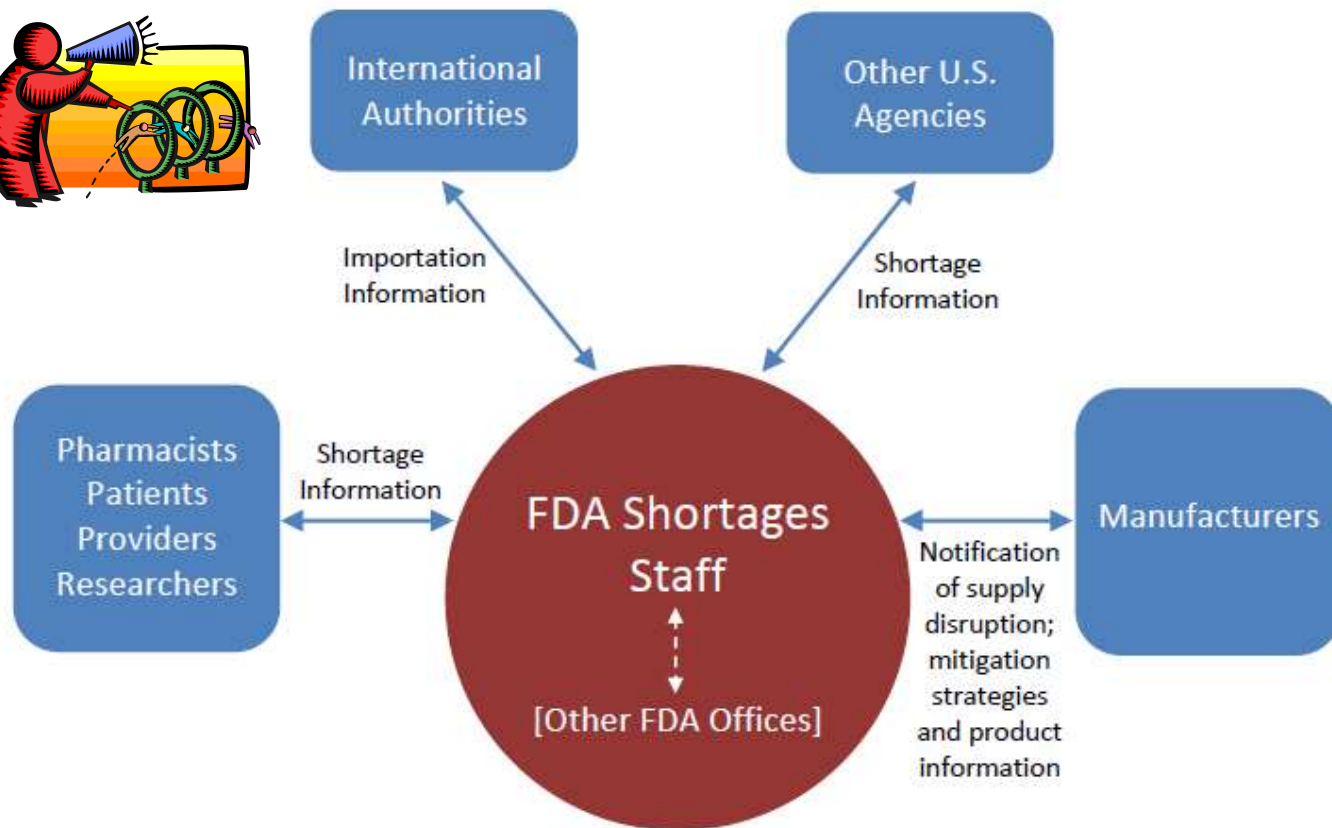 International
Authorities
Other U.S.
Agencies
Importation
Information
Shortage
Information
Pharmacists
Patients
Providers
Researchers
Shortage
Information
FDA Shortages
Staff
[Other FDA Offices]
Manufacturers
Notification
of supply
disruption;
mitigation
strategies
and product
information